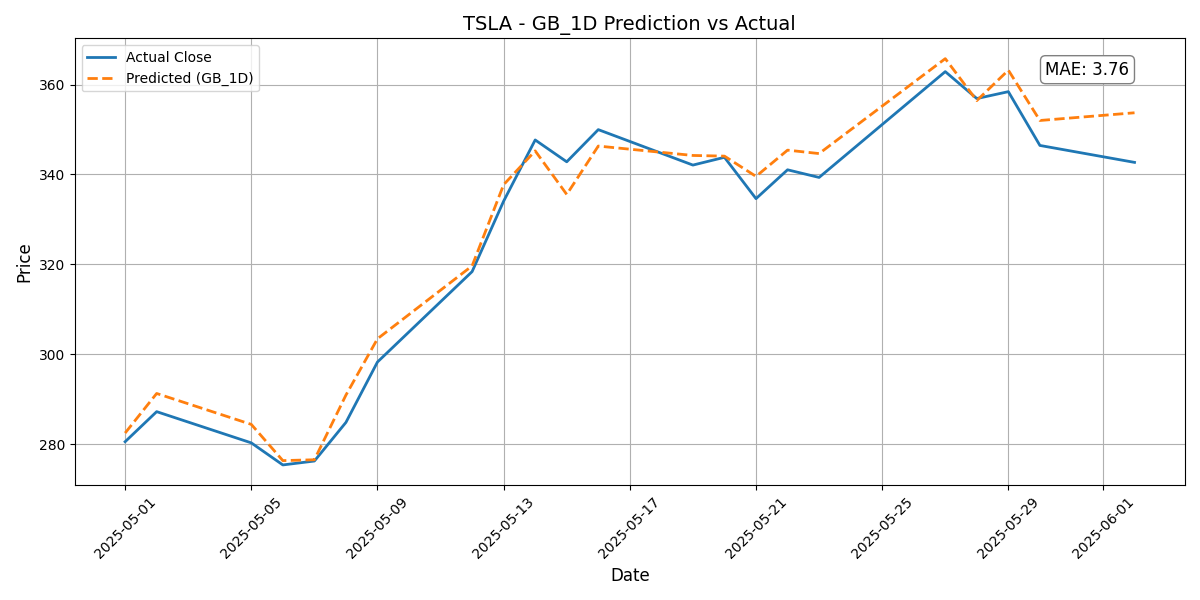 TSLA - GB_1D Prediction vs Actual
Actual Close
Predicted (GB_1D)
MAE: 3.76
Price
360
340
320
300
280
2025-05-01
2025-05-05
2025-05-09
2025-05-13
2025-05-17
2025-05-21
2025-05-25
2025-05-29
2025-06-01
Date